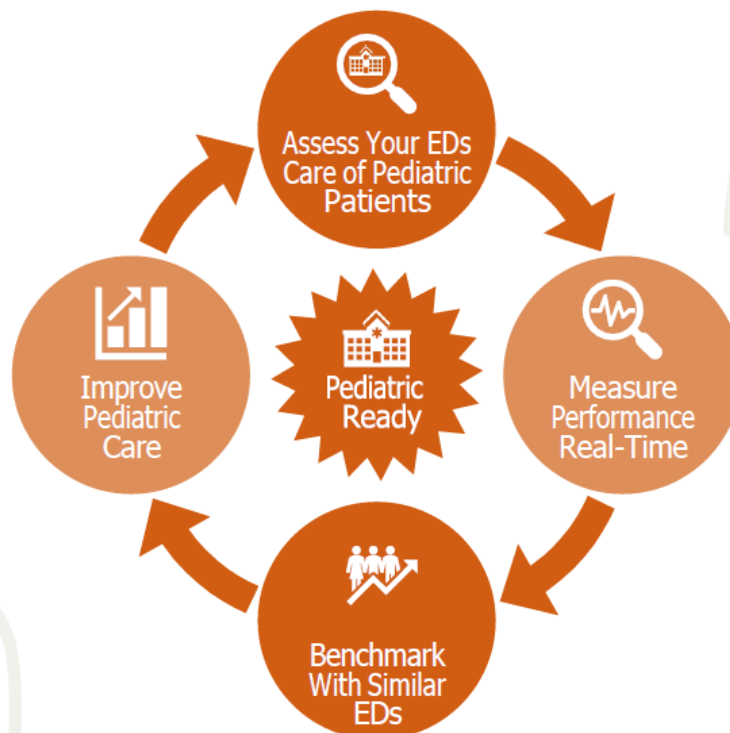 Assess Your EDs
Care of Pediatric
Patients
Measure
Performance
Real-Time
Benchmark
With Similar
EDs
Improve
Pediatric
Care
Pediatric
Ready